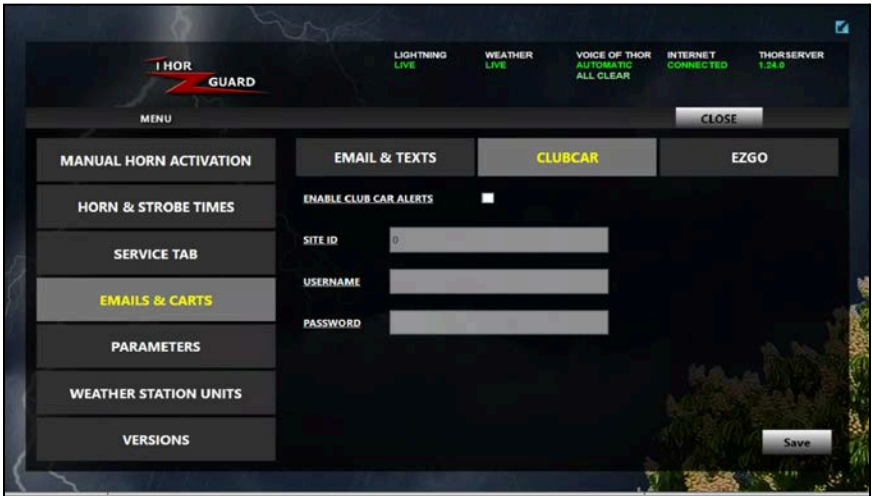 THOR
GUARD
LIGHTNING
LIVE
WEATHER
LIVE
VOICE OF THOR
AUTOMATIC
ALL CLEAR
INTERNET
CONNECTED
THORSERVER
1.24.0
MENU
CLOSE
MANUAL HORN ACTIVATION
HORN & STROBE TIMES
SERVICE TAB
EMAILS & CARTS
PARAMETERS
WEATHER STATION UNITS
VERSIONS
EMAIL & TEXTS
CLUBCAR
EZGO
ENABLE CLUB CAR ALERTS
SITE ID
0
USERNAME
PASSWORD
Save